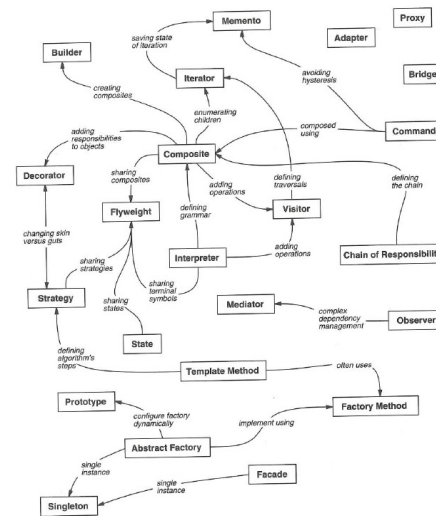 Memento
Proxy
Adapter
saving state
of iteration
Builder
Iterator
avoiding
hysteresis
Bridge
creating
composites
enumerating
children
composed
using
Command
adding
responsibilities
to objects
Composite
Decorator
sharing
composites
adding
operations
defining
traversals
defining
the chain
Flyweight
defining
grammar
Visitor
changing skin
versus guts
sharing
strategies
Interpreter
adding
operations
Chain of Responsibili
sharing
terminal
symbols
sharing
states
Strategy
Mediator
complex
dependency
management
Observer
State
defining
algorithm's
steps
Template Method
often uses
Prototype
configure factory
dynamically
implement using
Factory Method
Abstract Factory
single
instance
single
instance
Facade
Singleton